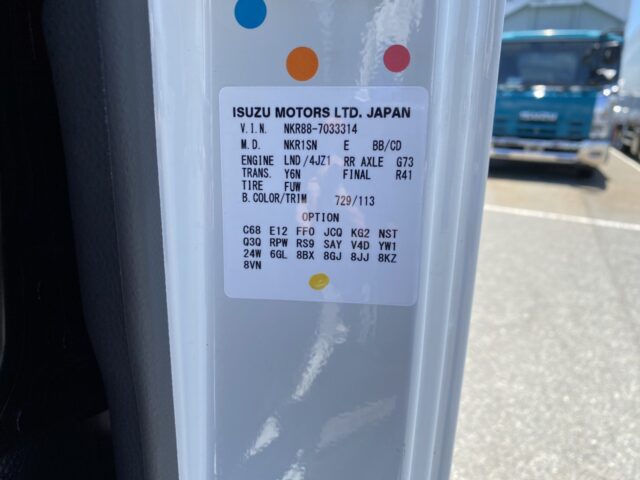 ISUZU MOTORS LTD. JAPAN
V.I.N. NKR88-7033314
M.D. NKR1SN E BB/CD
ENGINE LND/4JZ1 RR AXLE G73
TRANS. Y6N FINAL R41
TIRE FUW
B.COLOR/TRIM 729/113
OPTION
C68 E12 FF0 JCQ KG2 NST
Q3Q RPW RS9 SAY V4D YW1
24W 6GL 8BX 8GJ 8JJ 8KZ
8VN
ISUZU